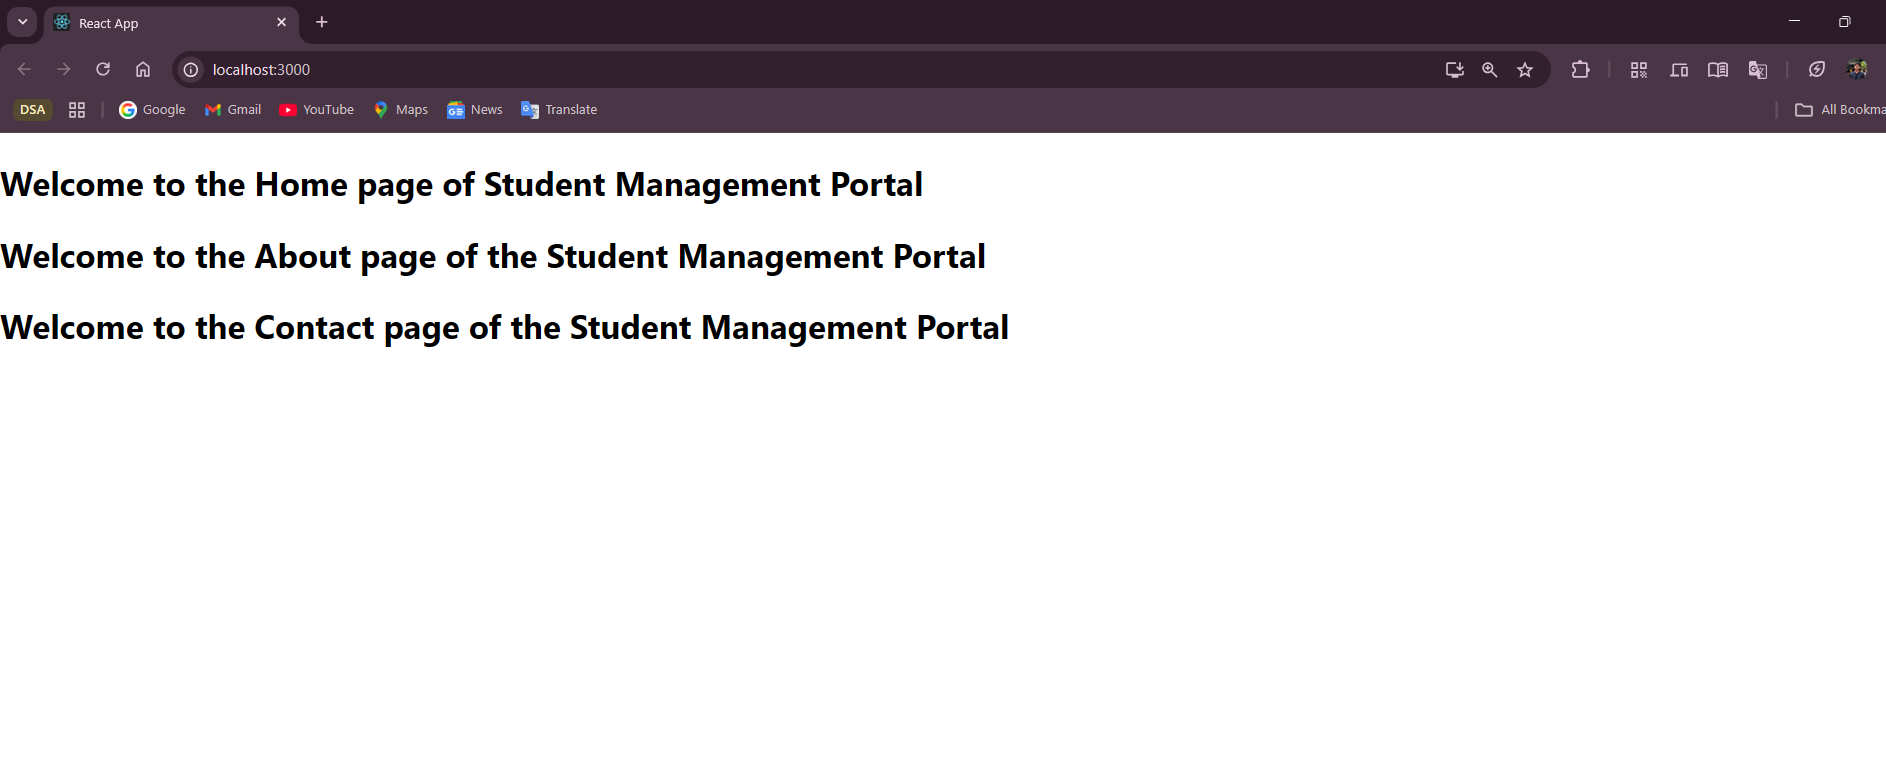 React App
localhost:3000
DSA Google Gmail YouTube Maps News Translate All Bookma
Welcome to the Home page of Student Management Portal
Welcome to the About page of the Student Management Portal
Welcome to the Contact page of the Student Management Portal